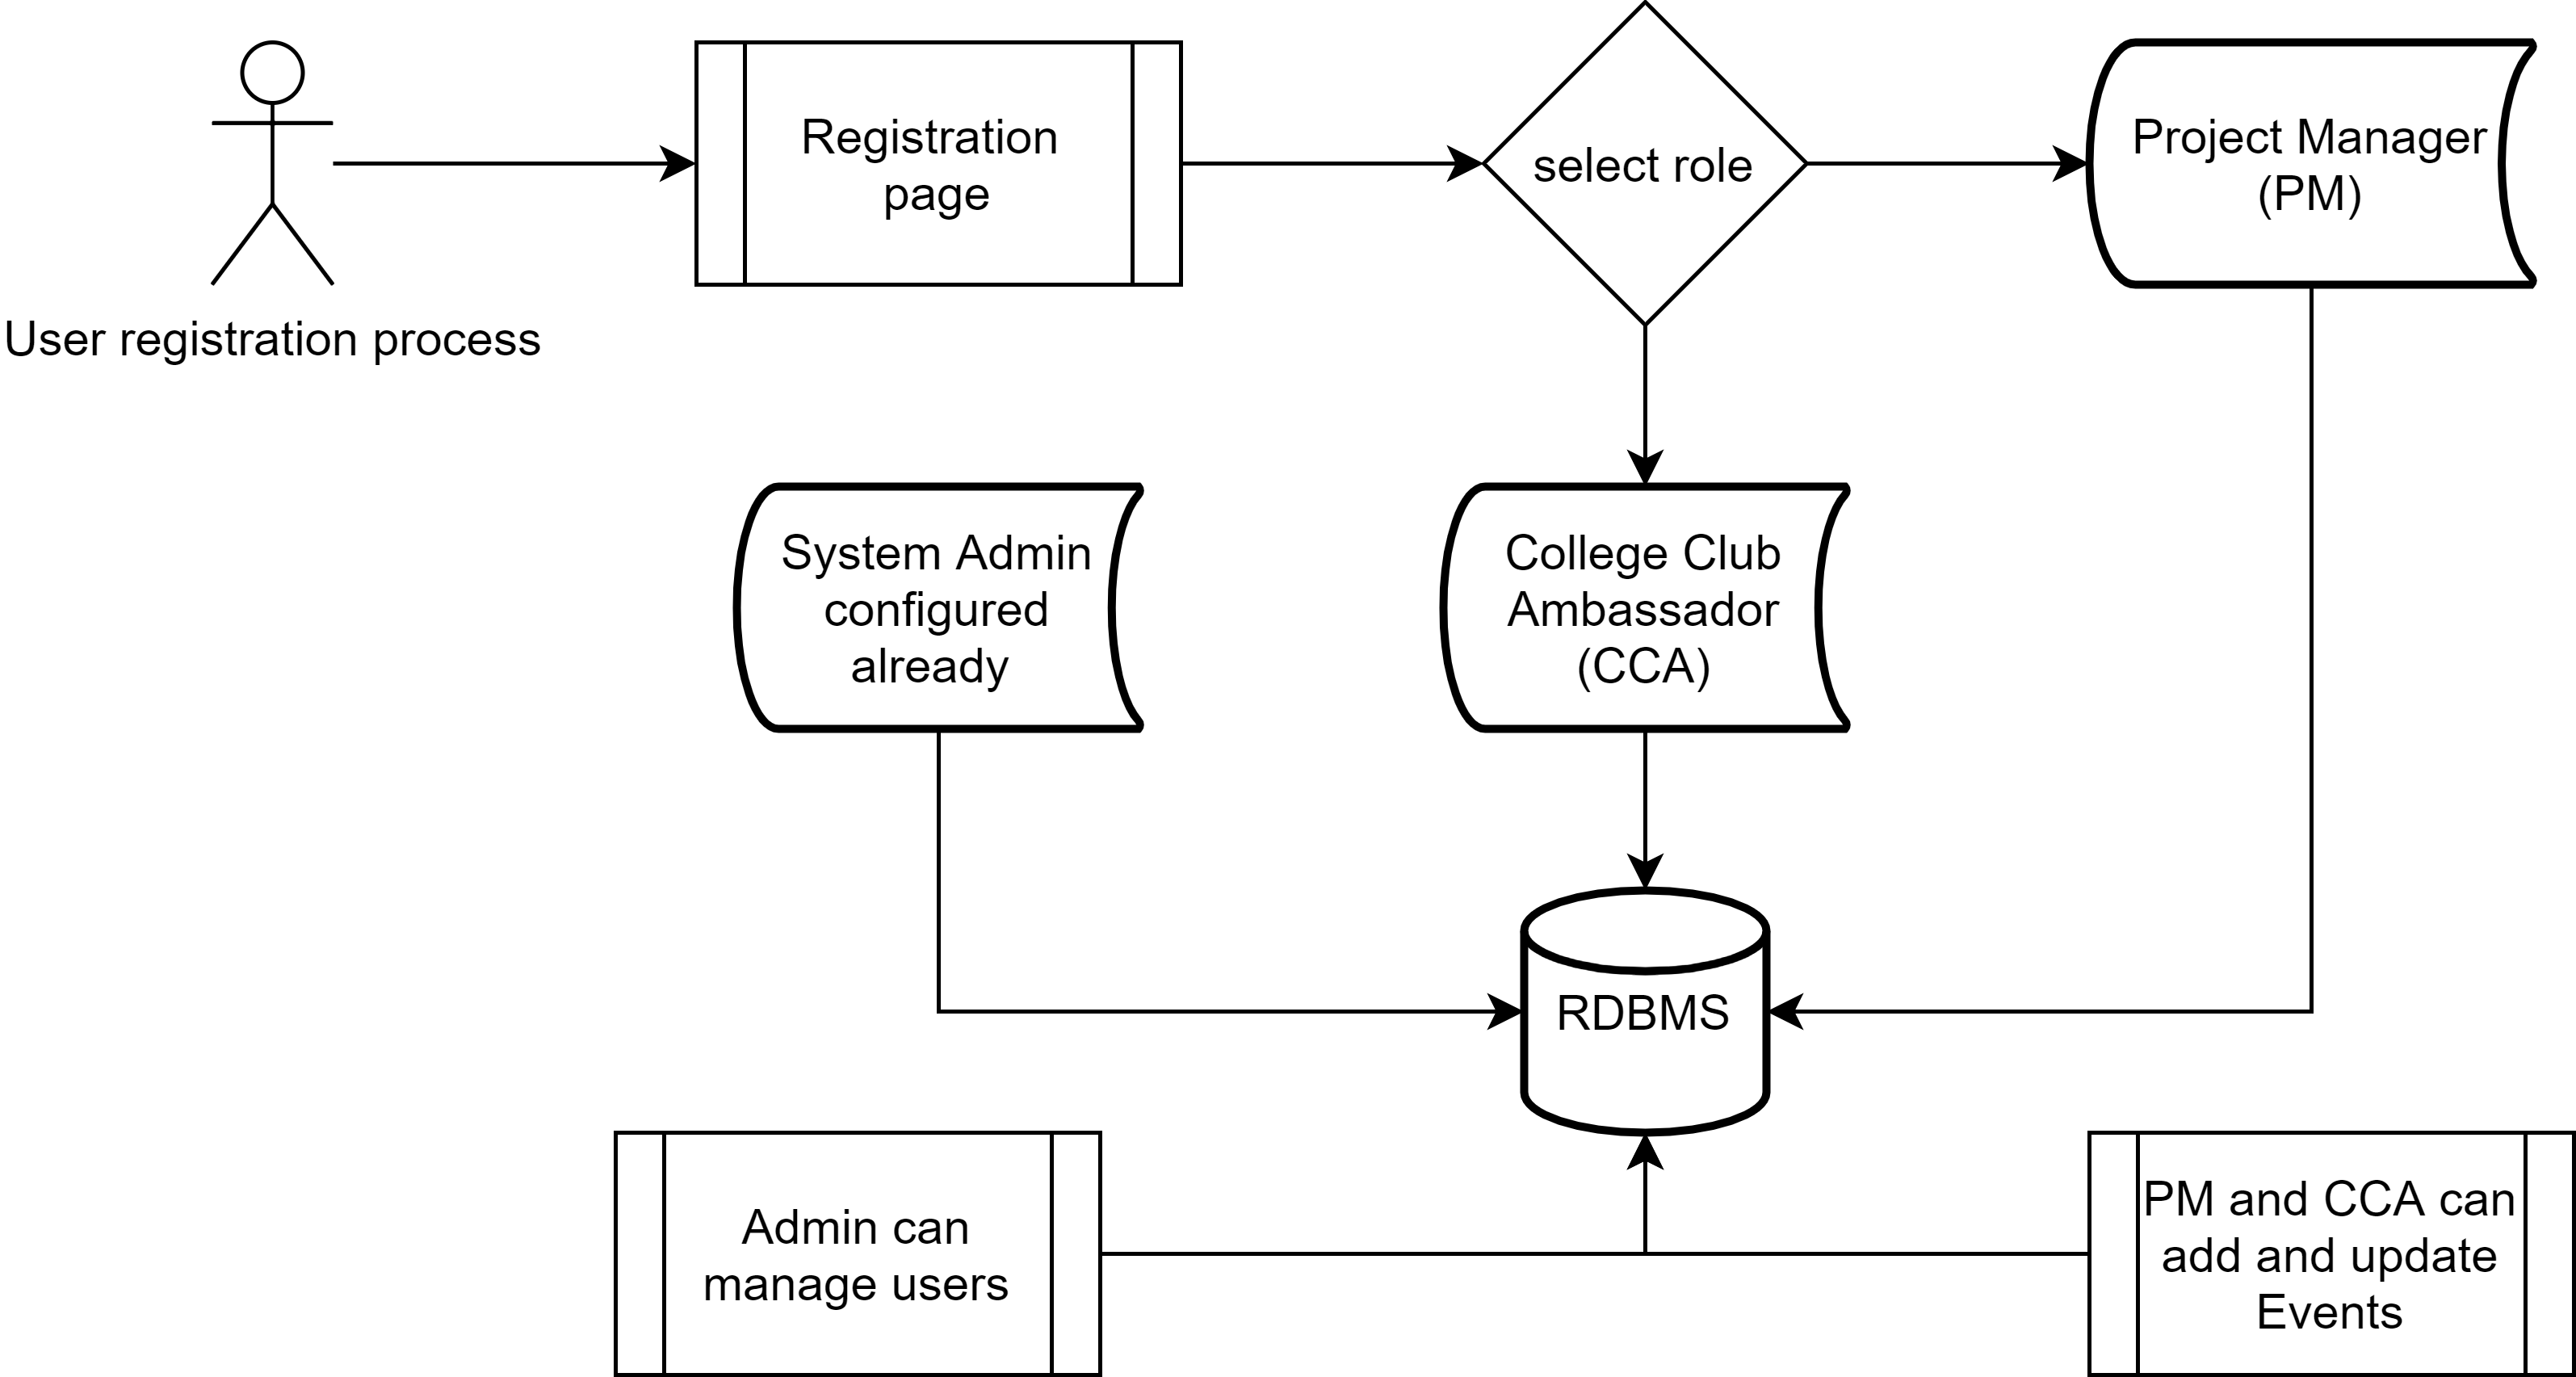 Registration
page
select role
Project Manager
(PM)
User registration process
System Admin
configured
already
College Club
Ambassador
(CCA)
RDBMS
Admin can
manage users
PM and CCA can
add and update
Events